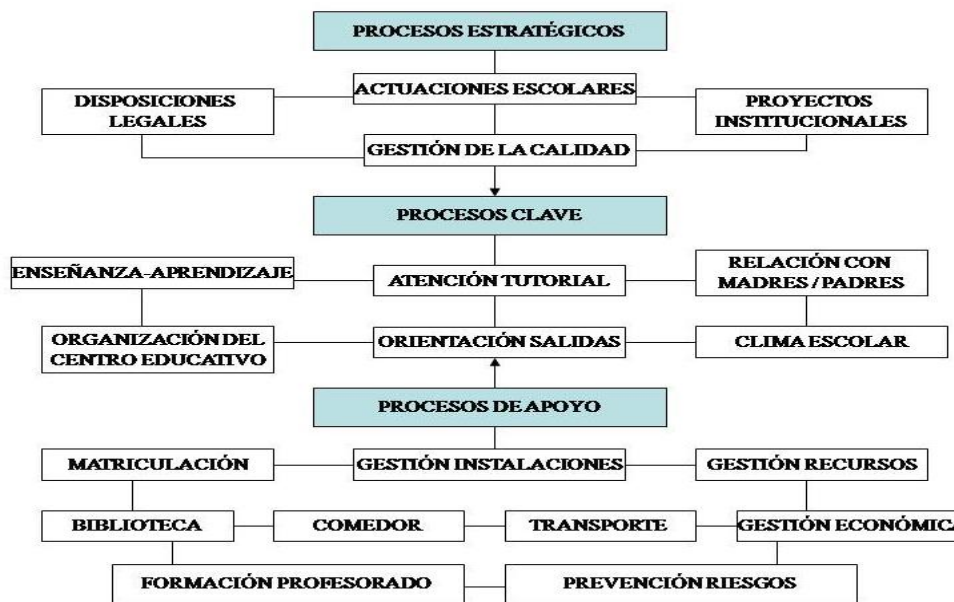 PROCESOS ESTRATÉGICOS
ACTUACIONES ESCOLARES
DISPOSICIONES
LEGALES
PROYECTOS
INSTITUCIONALES
GESTIÓN DE LA CALIDAD
PROCESOS CLAVE
ENSEÑANZA-APRENDIZAJE
ATENCIÓN TUTORIAL
RELACIÓN CON
MADRES / PADRES
ORGANIZACIÓN DEL
CENTRO EDUCATIVO
ORIENTACIÓN SALIDAS
CLIMA ESCOLAR
PROCESOS DE APOYO
MATRICULACIÓN
GESTIÓN INSTALACIONES
GESTIÓN RECURSOS
BIBLIOTECA
COMEDOR
TRANSPORTE
GESTIÓN ECONÓMICA
FORMACIÓN PROFESORADO
PREVENCIÓN RIESGOS